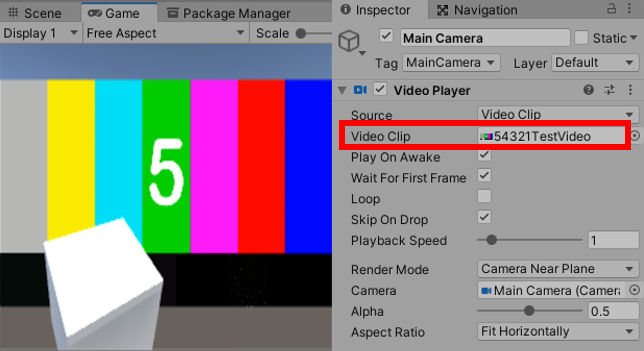 Scene Game Package Manager
Display 1 Free Aspect Scale
5
Inspector Navigation
Main Camera Static
Tag MainCamera Layer Default
Video Player
Source Video Clip
Video Clip 54321TestVideo
Play On Awake
Wait For First Frame
Loop
Skip On Drop
Playback Speed 1
Render Mode Camera Near Plane
Camera Main Camera (Camera
Alpha 0.5
Aspect Ratio Fit Horizontally